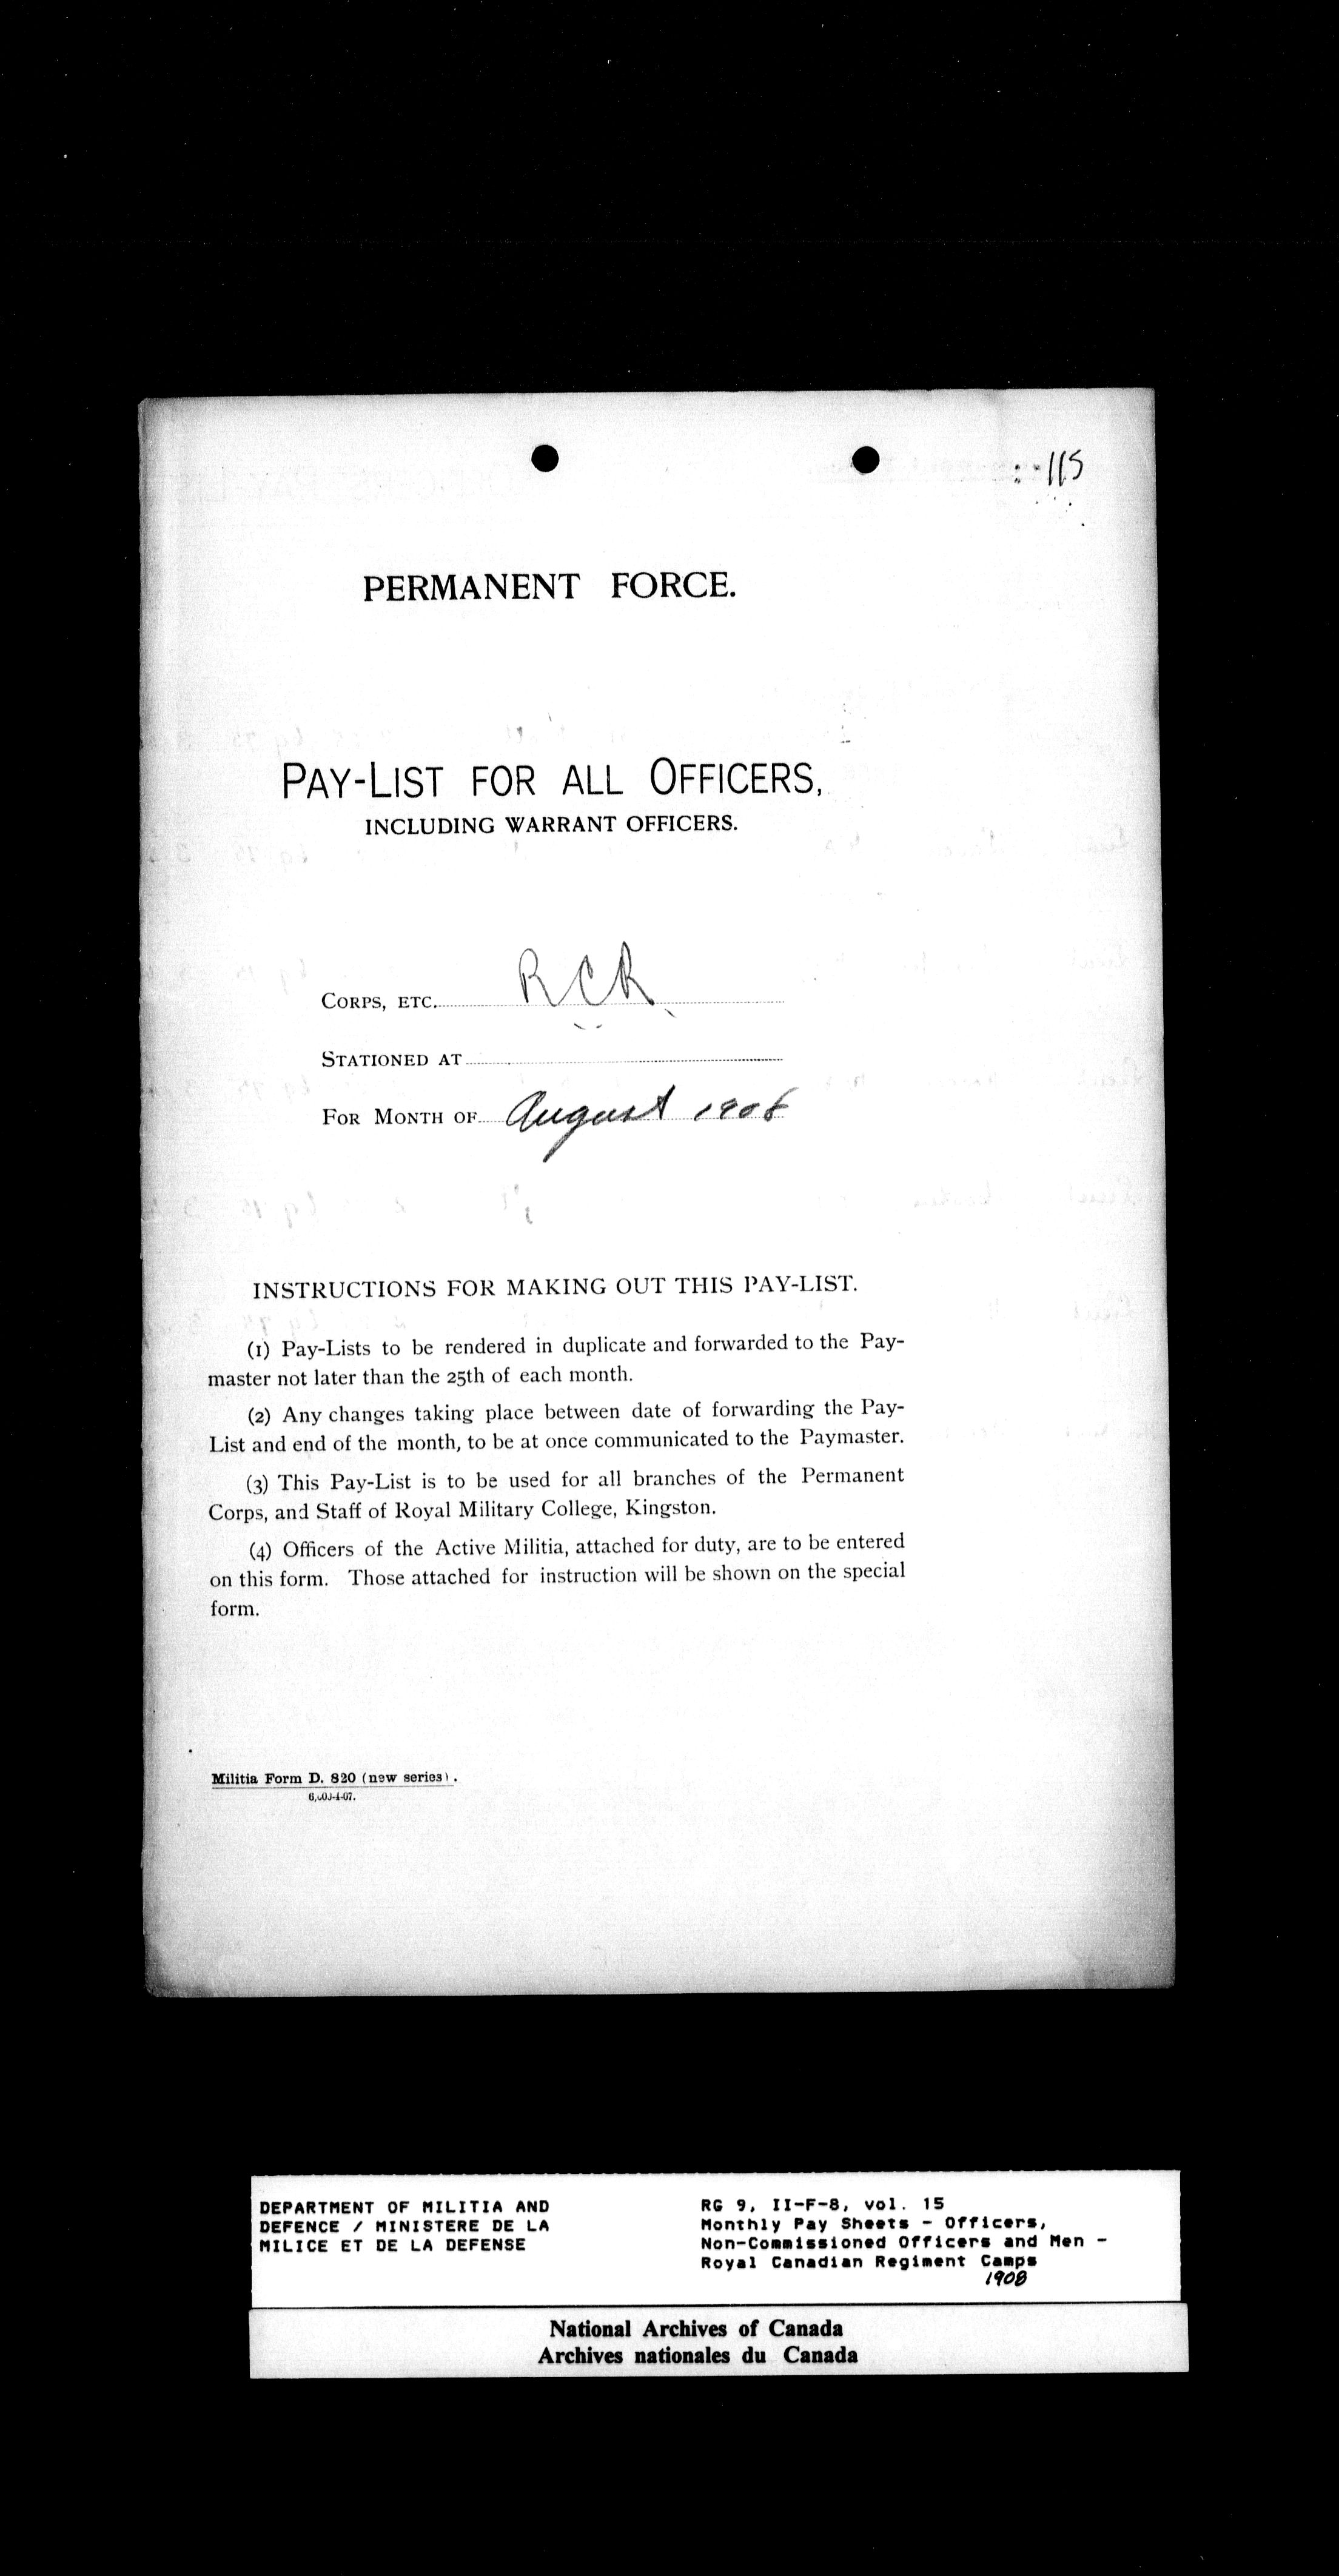 115
PERMANENT FORCE.
PAY-LIST FOR ALL OFFICERS,
INCLUDING WARRANT OFFICERS.
CORPS, ETC. RCR
STATIONED AT
FOR MONTH OF August 1908
INSTRUCTIONS FOR MAKING OUT THIS PAY-LIST.
(1) Pay-Lists to be rendered in duplicate and forwarded to the Pay-
master not later than the 25th of each month.
(2) Any changes taking place between date of forwarding the Pay-
List and end of the month, to be at once communicated to the Paymaster.
(3) This Pay-List is to be used for all branches of the Permanent
Corps, and Staff of Royal Military College, Kingston.
(4) Officers of the Active Militia, attached for duty, are to be entered
on this form. Those attached for instruction will be shown on the special
form.
Militia Form D. 820 (new series).
DEPARTMENT OF MILITIA AND
DEFENCE / MINISTERE DE LA
MILICE ET DE LA DEFENSE
RG 9, II-F-8, vol. 15
Monthly Pay Sheets - Officers,
Non-Commissioned Officers and Men -
Royal Canadian Regiment Camps
1908
National Archives of Canada
Archives nationales du Canada